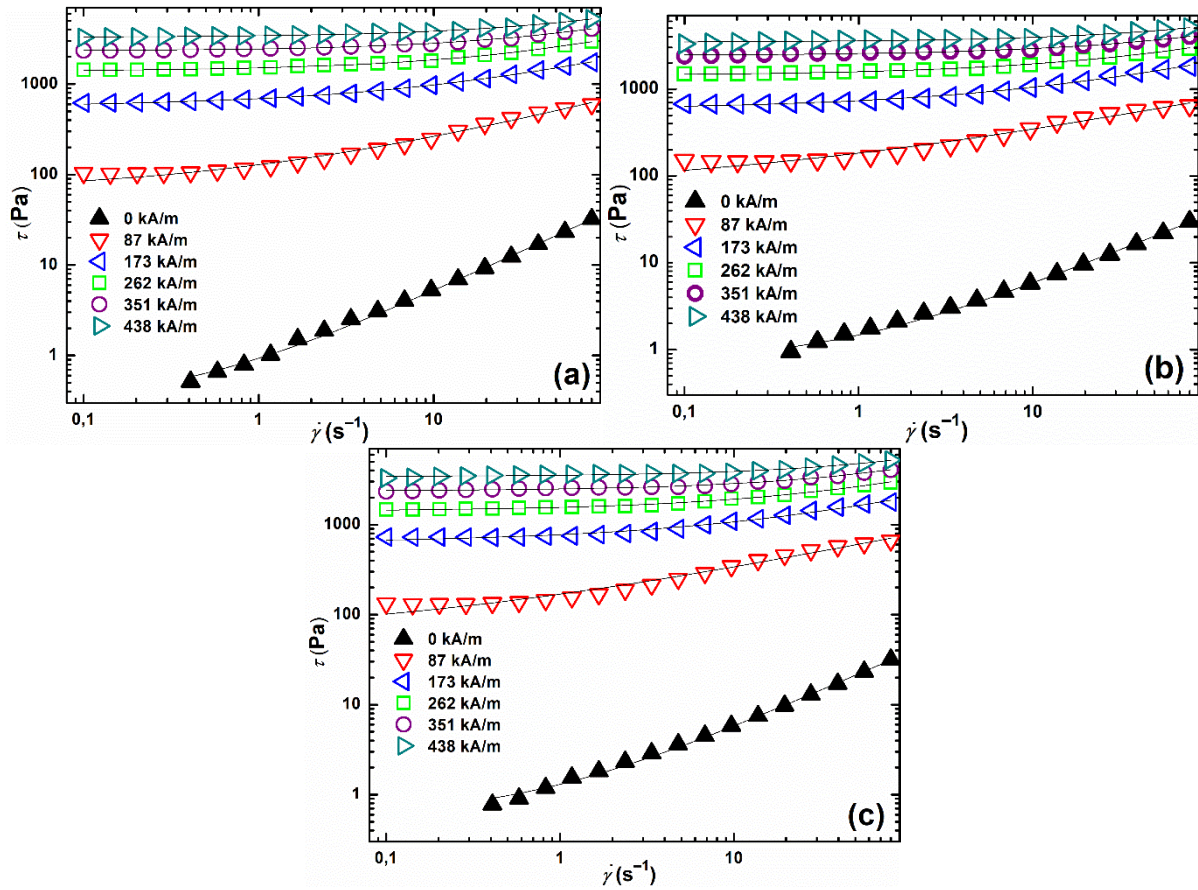 1000
100
10
1
τ (Pa)
0 kA/m
87 kA/m
173 kA/m
262 kA/m
351 kA/m
438 kA/m
(a)
0,1
1
10
γ̇ (s⁻¹)
1000
100
10
1
τ (Pa)
0 kA/m
87 kA/m
173 kA/m
262 kA/m
351 kA/m
438 kA/m
(b)
0,1
1
10
γ̇ (s⁻¹)
1000
100
10
1
τ (Pa)
0 kA/m
87 kA/m
173 kA/m
262 kA/m
351 kA/m
438 kA/m
(c)
0,1
1
10
γ̇ (s⁻¹)